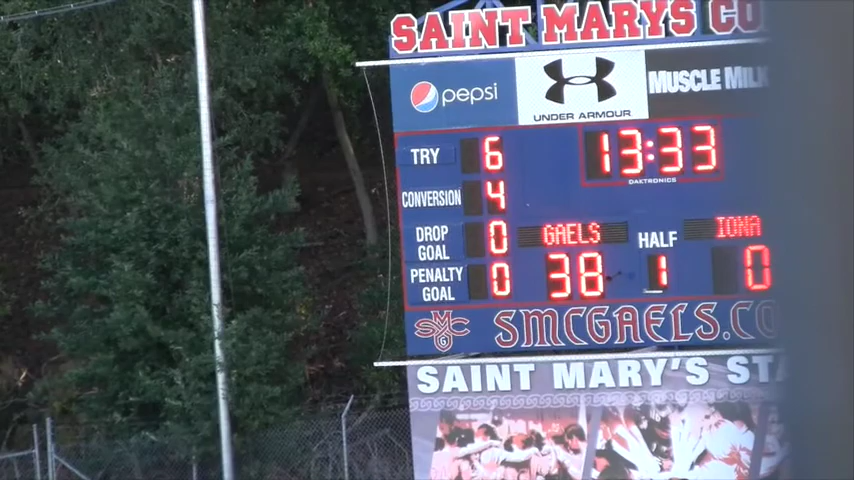 SAINT MARY'S CO
pepsi
UNDER ARMOUR
MUSCLE MILK
TRY 6
13:33
DAKTRONICS
CONVERSION 4
DROP GOAL 0
GAELS HALF IONA
PENALTY GOAL 0
38 1 0
SMCGAELS.CO
SAINT MARY'S STA